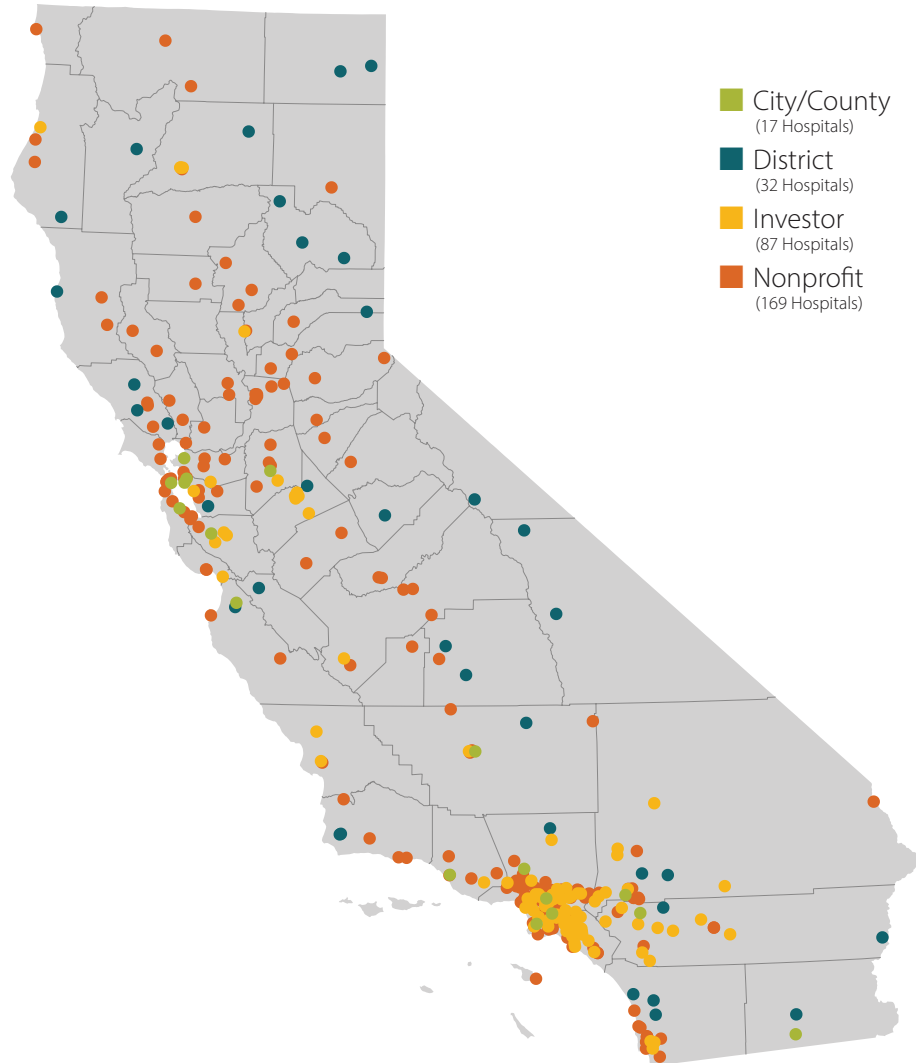 City/County
(17 Hospitals)
District
(32 Hospitals)
Investor
(87 Hospitals)
Nonprofit
(169 Hospitals)